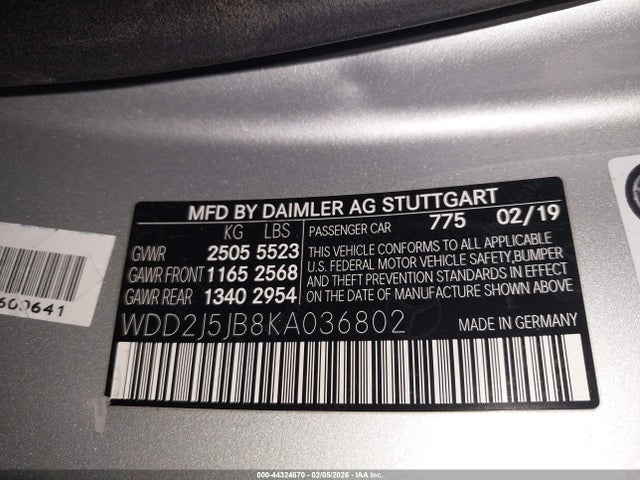 MFD BY DAIMLER AG STUTTGART
KG LBS
GVWR 2505 5523
GAWR FRONT 1165 2568
GAWR REAR 1340 2954
PASSENGER CAR 775 02/19
THIS VEHICLE CONFORMS TO ALL APPLICABLE
U.S. FEDERAL MOTOR VEHICLE SAFETY, BUMPER
AND THEFT PREVENTION STANDARDS IN EFFECT
ON THE DATE OF MANUFACTURE SHOWN ABOVE
WDD2J5JB8KA036802
MADE IN GERMANY
000-44324870 - 02/05/2026 - IAA Inc.